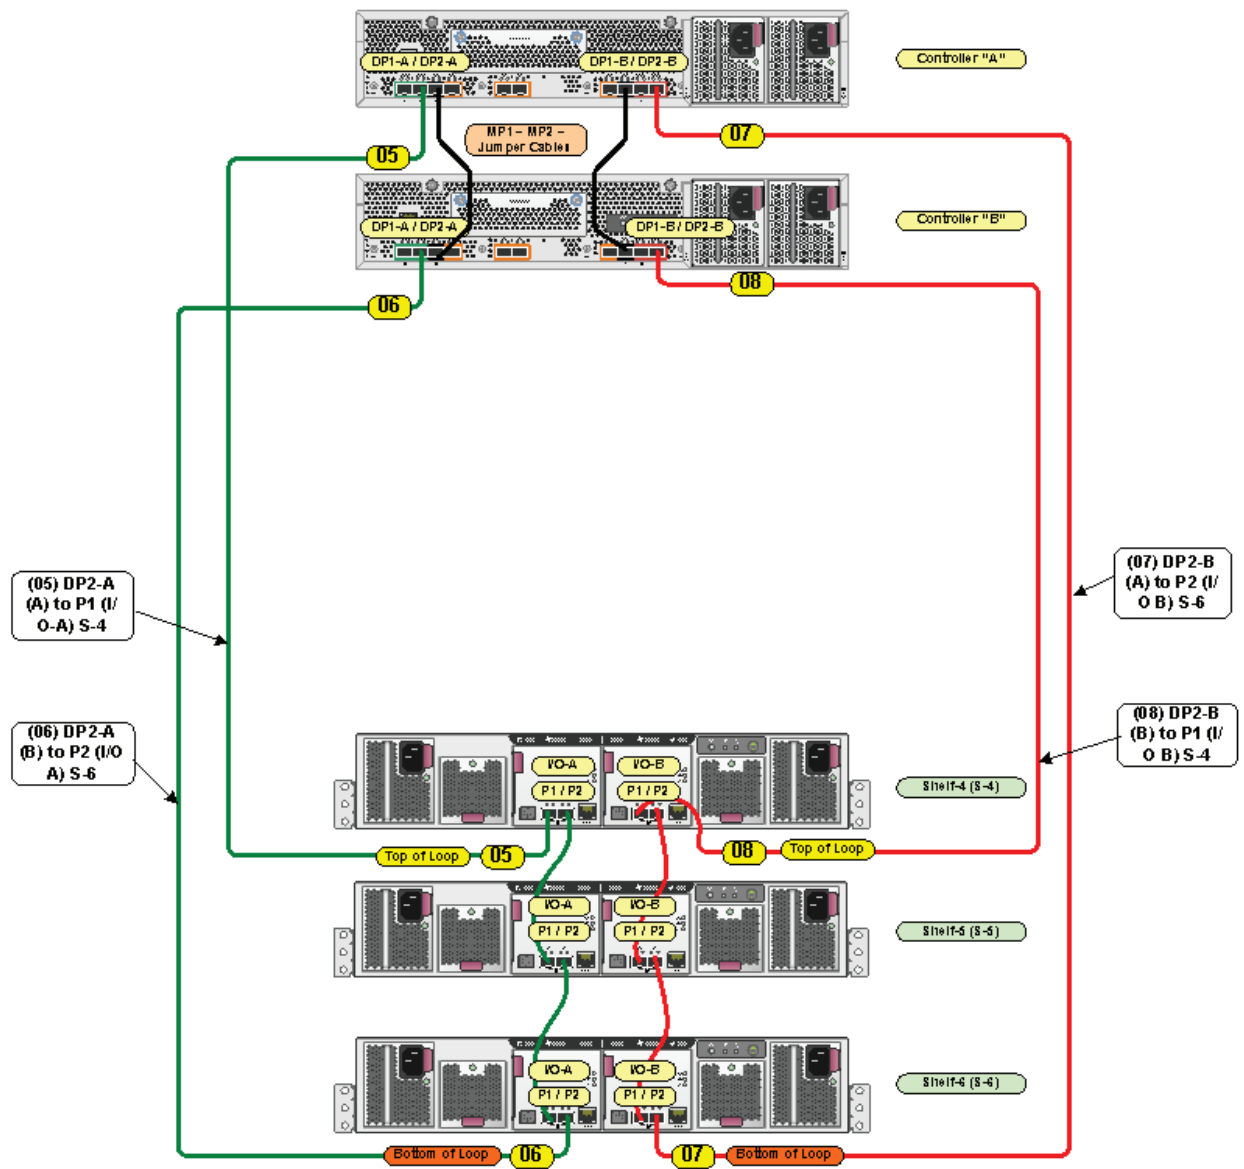 DP1-A / DP2-A
DP1-B / DP2-B
Controller "A"
MP1 – MP2 –
Jumper Cables
05
07
DP1-A / DP2-A
DP1-B / DP2-B
Controller "B"
06
08
(05) DP2-A
(A) to P1 (I/
O-A) S-4
(07) DP2-B
(A) to P2 (I/
O B) S-6
(06) DP2-A
(B) to P2 (I/O
A) S-6
(08) DP2-B
(B) to P1 (I/
O B) S-4
I/O-A
I/O-B
P1 / P2
P1 / P2
Shelf-4 (S-4)
Top of Loop
05
08
Top of Loop
I/O-A
I/O-B
P1 / P2
P1 / P2
Shelf-5 (S-5)
I/O-A
I/O-B
P1 / P2
P1 / P2
Shelf-6 (S-6)
Bottom of Loop
06
07
Bottom of Loop